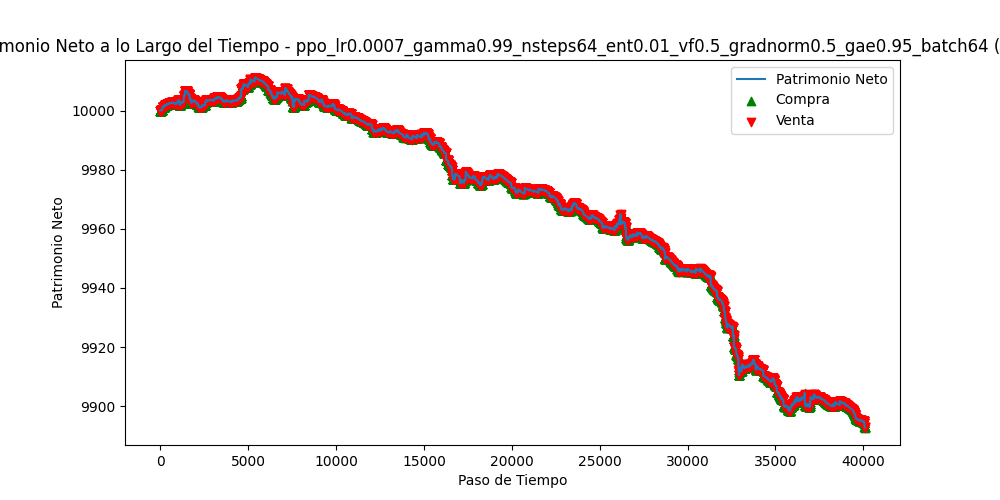 monio Neto a lo Largo del Tiempo - ppo_lr0.0007_gamma0.99_nsteps64_ent0.01_vf0.5_gradnorm0.5_gae0.95_batch64 (
Patrimonio Neto
Compra
Venta
Patrimonio Neto
10000
9980
9960
9940
9920
9900
0
5000
10000
15000
20000
25000
30000
35000
40000
Paso de Tiempo